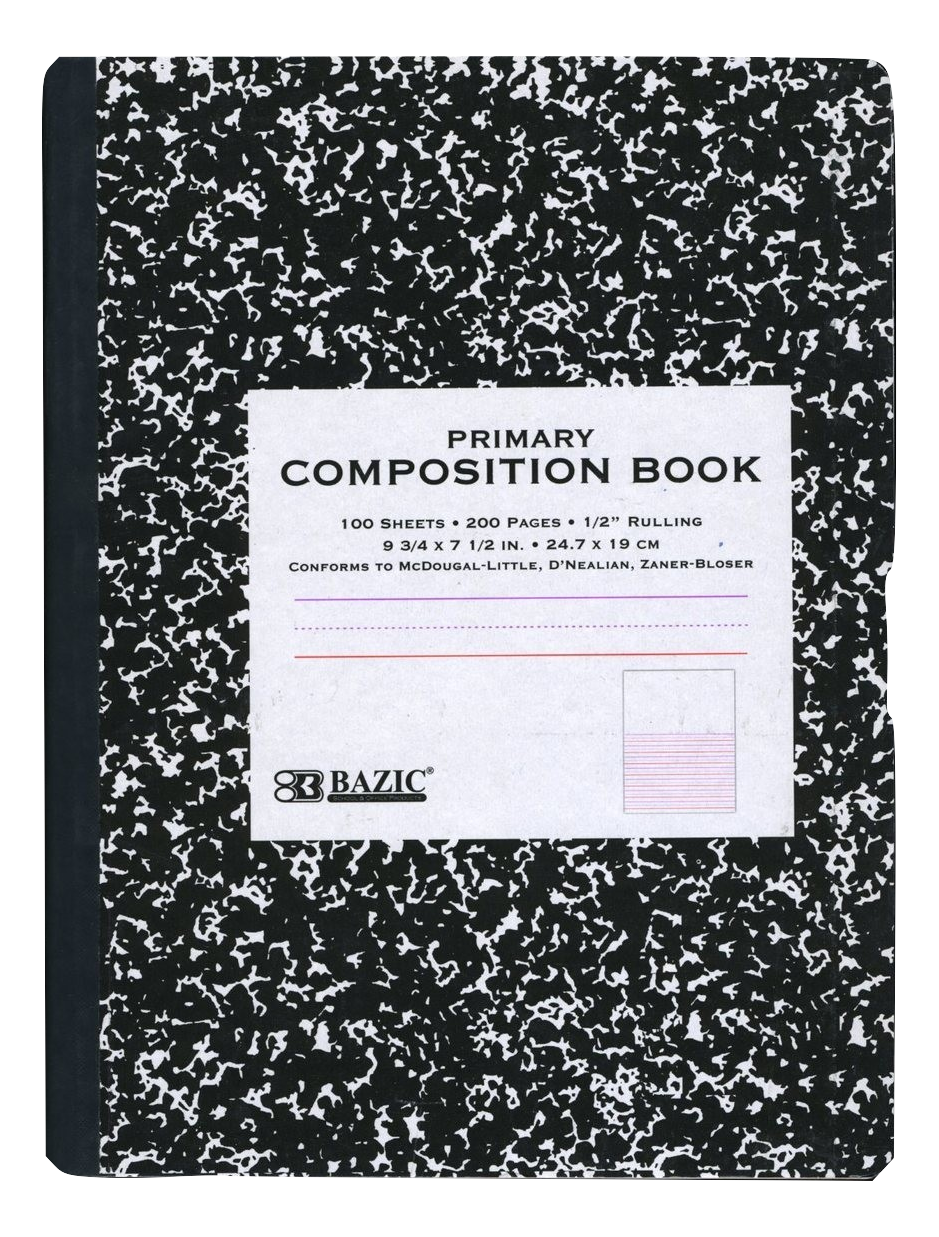 PRIMARY
COMPOSITION BOOK
100 SHEETS • 200 PAGES • 1/2” RULLING
9 3/4 X 7 1/2 IN. • 24.7 X 19 CM
CONFORMS TO MCDOUGAL-LITTLE, D'NEALIAN, ZANER-BLOSER
BAZIC®
SCHOOL & OFFICE PRODUCTS